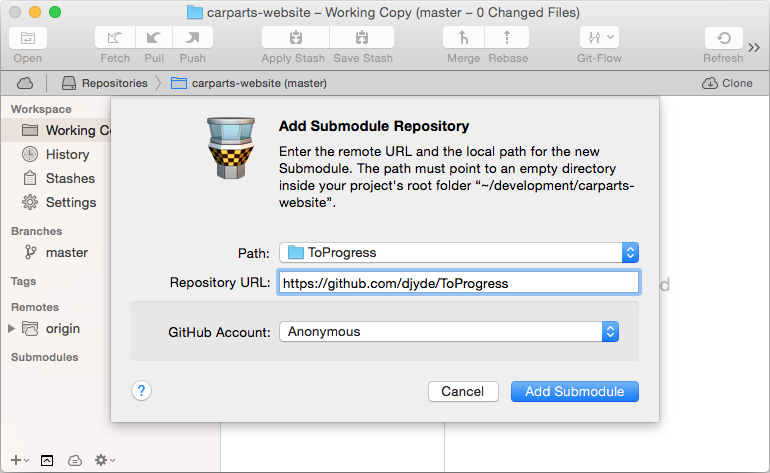 carparts-website – Working Copy (master – 0 Changed Files)
Open
Fetch
Pull
Push
Apply Stash
Save Stash
Merge
Rebase
Git-Flow
Refresh
Repositories
carparts-website (master)
Clone
Workspace
Working Co
History
Stashes
Settings
Branches
master
Tags
Remotes
origin
Submodules
Add Submodule Repository
Enter the remote URL and the local path for the new
Submodule. The path must point to an empty directory
inside your project's root folder “~/development/carparts-
website”.
Path:
ToProgress
Repository URL:
https://github.com/djyde/ToProgress
GitHub Account:
Anonymous
?
Cancel
Add Submodule
d